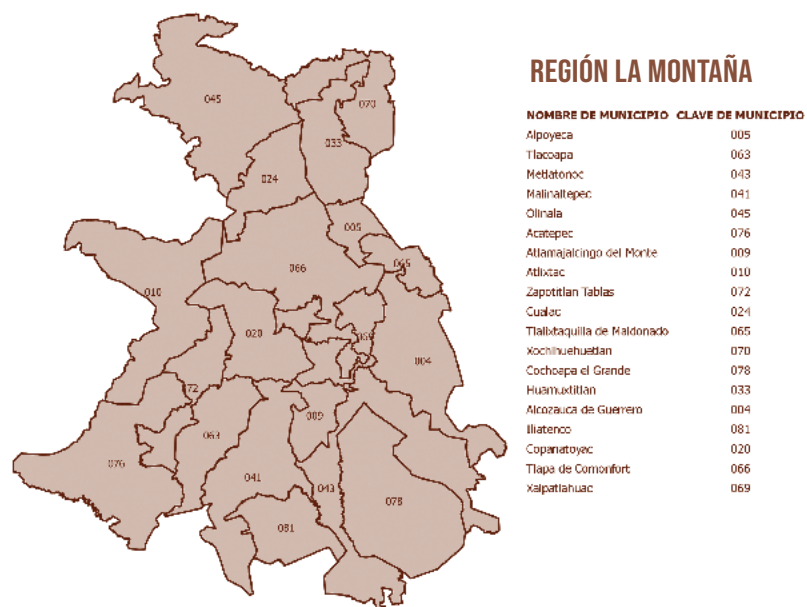 REGIÓN LA MONTAÑA
NOMBRE DE MUNICIPIO CLAVE DE MUNICIPIO
Alpoyeca 005
Tlacoapa 063
Metlatonoc 043
Malinaltepec 041
Olinala 045
Acatepec 076
Atlamajalcingo del Monte 009
Atlixtac 010
Zapotitlan Tablas 072
Cualac 024
Tlalixtaquilla de Maldonado 065
Xochihuehuetlan 070
Cochoapa el Grande 078
Huamuxtitlan 033
Alcozauca de Guerrero 004
Iliatenco 081
Copanatoyac 020
Tlapa de Comonfort 066
Xalpatlahuac 069
045
070
033
024
005
065
066
010
020
069
004
072
009
063
076
041
043
078
081